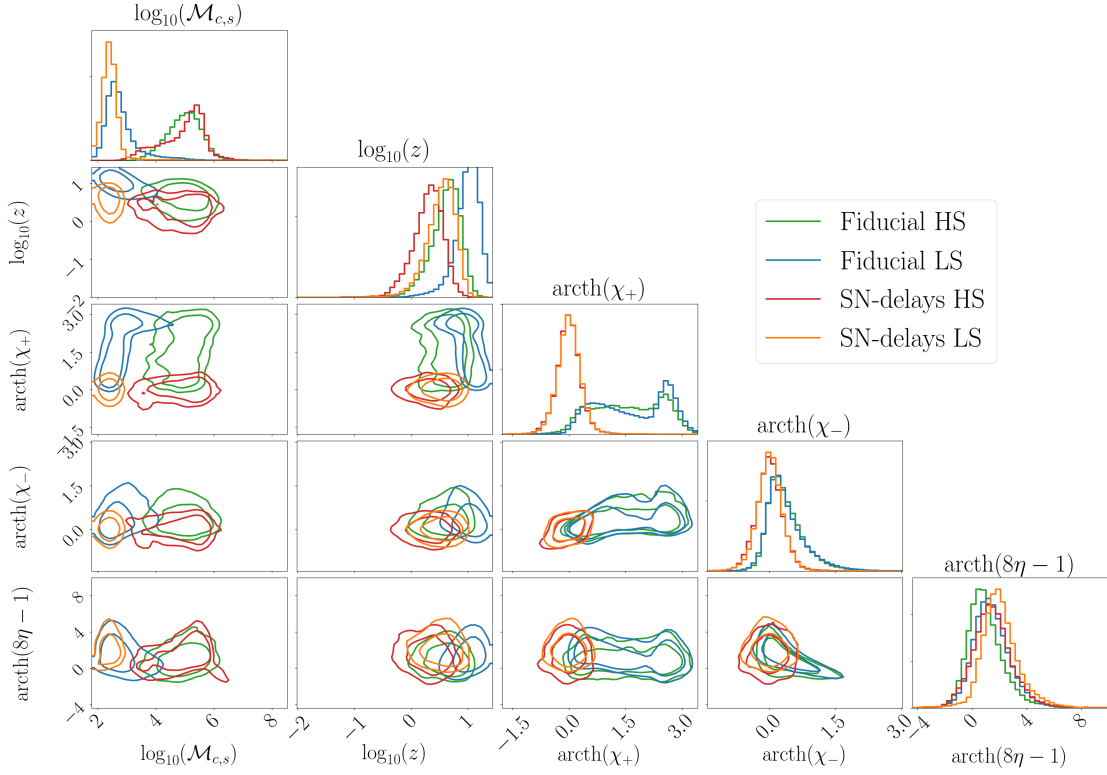 log₁₀(ℳ_{c,s})
log₁₀(z)
1
0
−1
−2
log₁₀(z)
Fiducial HS
Fiducial LS
SN-delays HS
SN-delays LS
arcth(χ₊)
3.0
1.5
0.0
arcth(χ₊)
arcth(χ₋)
3.0
1.5
0.0
arcth(χ₋)
arcth(8η − 1)
8
4
0
−4
arcth(8η − 1)
2 4 6 8
−2 −1 0 1
−1.5 0.0 1.5 3.0
0.0 1.5 3.0
−4 0 4 8
log₁₀(ℳ_{c,s}) log₁₀(z) arcth(χ₊) arcth(χ₋) arcth(8η − 1)